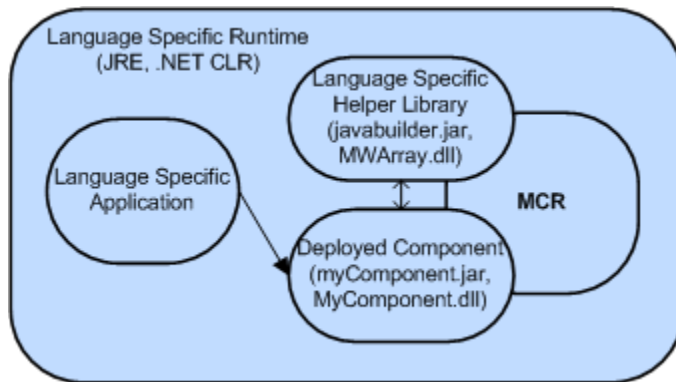 Language Specific Runtime
(JRE, .NET CLR)
Language Specific
Helper Library
(javabuilder.jar,
MWArray.dll)
Language Specific
Application
MCR
Deployed Component
(myComponent.jar,
MyComponent.dll)